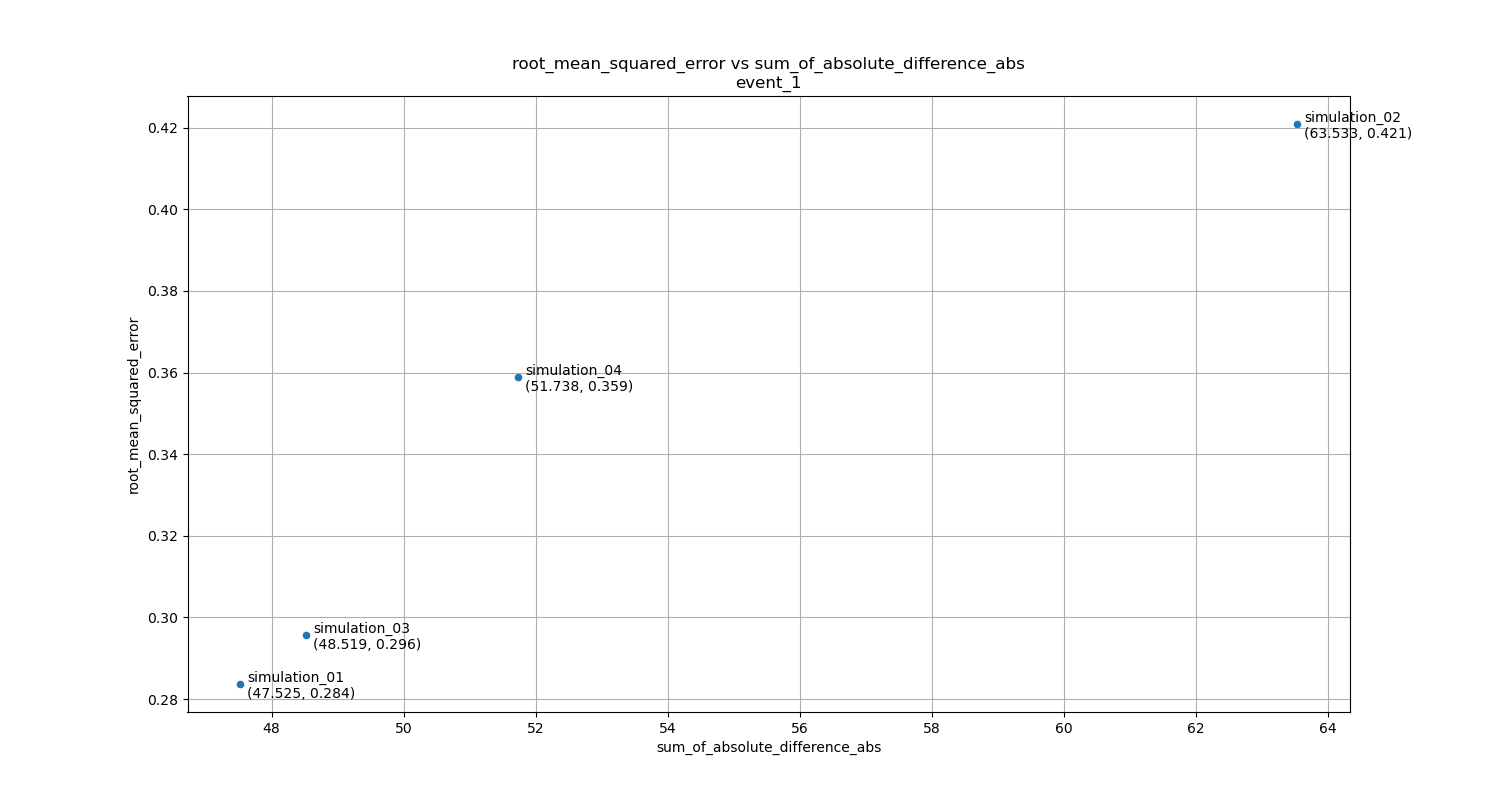 root_mean_squared_error vs sum_of_absolute_difference_abs
event_1
root_mean_squared_error
0.42
0.40
0.38
0.36
0.34
0.32
0.30
0.28
simulation_02
(63.533, 0.421)
simulation_04
(51.738, 0.359)
simulation_03
(48.519, 0.296)
simulation_01
(47.525, 0.284)
48 50 52 54 56 58 60 62 64
sum_of_absolute_difference_abs